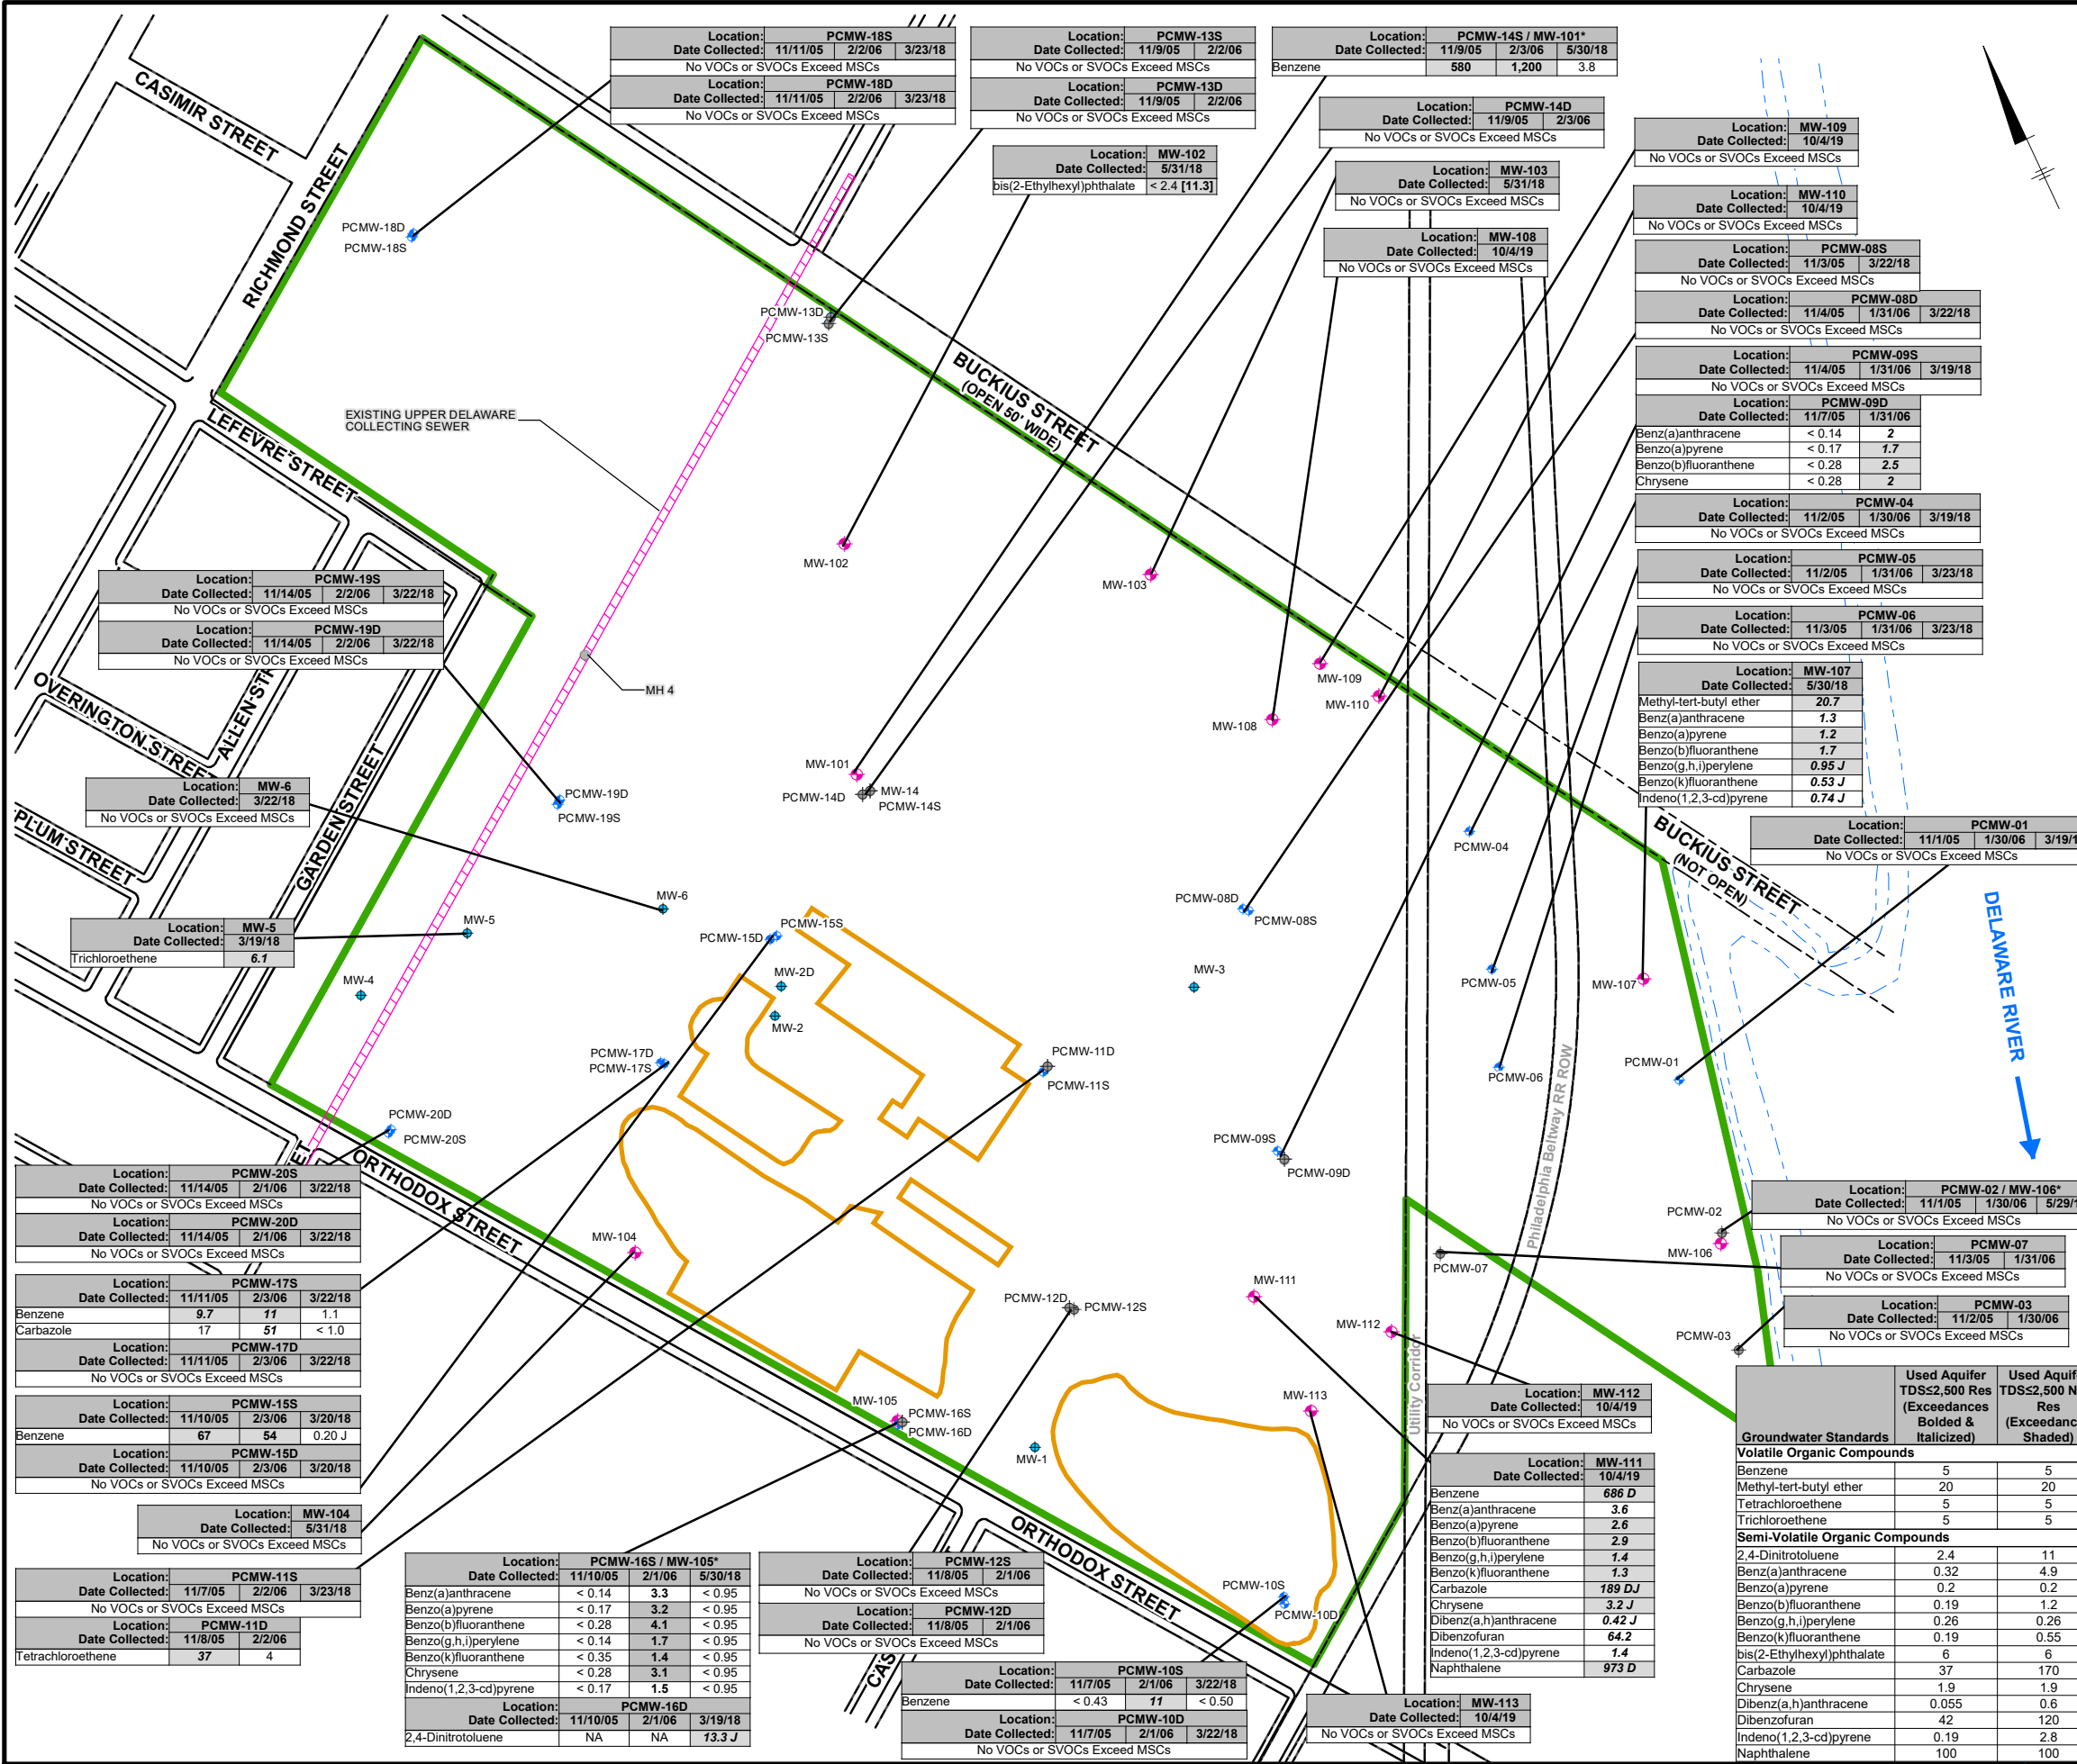 Location: PCMW-18S
Date Collected: 11/11/05 2/2/06 3/23/18
No VOCs or SVOCs Exceed MSCs
Location: PCMW-18D
Date Collected: 11/11/05 2/2/06 3/23/18
No VOCs or SVOCs Exceed MSCs
Location: PCMW-13S
Date Collected: 11/9/05 2/2/06
No VOCs or SVOCs Exceed MSCs
Location: PCMW-13D
Date Collected: 11/9/05 2/2/06
No VOCs or SVOCs Exceed MSCs
Location: PCMW-14S / MW-101*
Date Collected: 11/9/05 2/3/06 5/30/18
Benzene 580 1,200 3.8
Location: PCMW-14D
Date Collected: 11/9/05 2/3/06
No VOCs or SVOCs Exceed MSCs
Location: MW-102
Date Collected: 5/31/18
bis(2-Ethylhexyl)phthalate < 2.4 [11.3]
Location: MW-103
Date Collected: 5/31/18
No VOCs or SVOCs Exceed MSCs
Location: MW-108
Date Collected: 10/4/19
No VOCs or SVOCs Exceed MSCs
Location: MW-109
Date Collected: 10/4/19
No VOCs or SVOCs Exceed MSCs
Location: MW-110
Date Collected: 10/4/19
No VOCs or SVOCs Exceed MSCs
Location: PCMW-08S
Date Collected: 11/3/05 3/22/18
No VOCs or SVOCs Exceed MSCs
Location: PCMW-08D
Date Collected: 11/4/05 1/31/06 3/22/18
No VOCs or SVOCs Exceed MSCs
Location: PCMW-09S
Date Collected: 11/4/05 1/31/06 3/19/18
No VOCs or SVOCs Exceed MSCs
Location: PCMW-09D
Date Collected: 11/7/05 1/31/06
Benz(a)anthracene < 0.14 2
Benzo(a)pyrene < 0.17 1.7
Benzo(b)fluoranthene < 0.28 2.5
Chrysene < 0.28 2
Location: PCMW-04
Date Collected: 11/2/05 1/30/06 3/19/18
No VOCs or SVOCs Exceed MSCs
Location: PCMW-05
Date Collected: 11/2/05 1/31/06 3/23/18
No VOCs or SVOCs Exceed MSCs
Location: PCMW-06
Date Collected: 11/3/05 1/31/06 3/23/18
No VOCs or SVOCs Exceed MSCs
Location: MW-107
Date Collected: 5/30/18
Methyl-tert-butyl ether 20.7
Benz(a)anthracene 1.3
Benzo(a)pyrene 1.2
Benzo(b)fluoranthene 1.7
Benzo(g,h,i)perylene 0.95 J
Benzo(k)fluoranthene 0.53 J
Indeno(1,2,3-cd)pyrene 0.74 J
Location: PCMW-01
Date Collected: 11/1/05 1/30/06 3/19/1
No VOCs or SVOCs Exceed MSCs
CASIMIR STREET
RICHMOND STREET
LEFEVRE STREET
EXISTING UPPER DELAWARE
COLLECTING SEWER
BUCKIUS STREET
(OPEN 50' WIDE)
PCMW-18D
PCMW-18S
PCMW-13D
PCMW-13S
MW-102
MW-103
MH 4
MW-109
MW-110
MW-108
MW-101
PCMW-14D
MW-14
PCMW-14S
Location: PCMW-19S
Date Collected: 11/14/05 2/2/06 3/22/18
No VOCs or SVOCs Exceed MSCs
Location: PCMW-19D
Date Collected: 11/14/05 2/2/06 3/22/18
No VOCs or SVOCs Exceed MSCs
OVERINGTON STREET
ALLEN STR
GARDEN STREET
PLUM STREET
PCMW-19D
PCMW-19S
Location: MW-6
Date Collected: 3/22/18
No VOCs or SVOCs Exceed MSCs
Location: MW-5
Date Collected: 3/19/18
Trichloroethene 6.1
MW-6
MW-5
MW-4
PCMW-15S
PCMW-15D
MW-2D
MW-2
PCMW-17D
PCMW-17S
PCMW-11D
PCMW-11S
PCMW-04
PCMW-08D
PCMW-08S
MW-3
PCMW-05
MW-107
PCMW-06
PCMW-01
BUCKIUS STREET
(NOT OPEN)
DELAWARE RIVER
PCMW-20D
PCMW-20S
PCMW-09S
PCMW-09D
Philadelphia Beltway RR ROW
Utility Corridor
ET
ORTHODOX STREET
MW-104
PCMW-12D
PCMW-12S
MW-111
MW-112
PCMW-07
PCMW-02
MW-106
PCMW-03
MW-113
MW-105
PCMW-16S
PCMW-16D
MW-1
ORTHODOX STREET
PCMW-10S
PCMW-10D
CAS
Location: PCMW-20S
Date Collected: 11/14/05 2/1/06 3/22/18
No VOCs or SVOCs Exceed MSCs
Location: PCMW-20D
Date Collected: 11/14/05 2/1/06 3/22/18
No VOCs or SVOCs Exceed MSCs
Location: PCMW-17S
Date Collected: 11/11/05 2/3/06 3/22/18
Benzene 9.7 11 1.1
Carbazole 17 51 < 1.0
Location: PCMW-17D
Date Collected: 11/11/05 2/3/06 3/22/18
No VOCs or SVOCs Exceed MSCs
Location: PCMW-15S
Date Collected: 11/10/05 2/3/06 3/20/18
Benzene 67 54 0.20 J
Location: PCMW-15D
Date Collected: 11/10/05 2/3/06 3/20/18
No VOCs or SVOCs Exceed MSCs
Location: MW-104
Date Collected: 5/31/18
No VOCs or SVOCs Exceed MSCs
Location: PCMW-11S
Date Collected: 11/7/05 2/2/06 3/23/18
No VOCs or SVOCs Exceed MSCs
Location: PCMW-11D
Date Collected: 11/8/05 2/2/06
Tetrachloroethene 37 4
Location: PCMW-16S / MW-105*
Date Collected: 11/10/05 2/1/06 5/30/18
Benz(a)anthracene < 0.14 3.3 < 0.95
Benzo(a)pyrene < 0.17 3.2 < 0.95
Benzo(b)fluoranthene < 0.28 4.1 < 0.95
Benzo(g,h,i)perylene < 0.14 1.7 < 0.95
Benzo(k)fluoranthene < 0.35 1.4 < 0.95
Chrysene < 0.28 3.1 < 0.95
Indeno(1,2,3-cd)pyrene < 0.17 1.5 < 0.95
Location: PCMW-16D
Date Collected: 11/10/05 2/1/06 3/19/18
2,4-Dinitrotoluene NA NA 13.3 J
Location: PCMW-12S
Date Collected: 11/8/05 2/1/06
No VOCs or SVOCs Exceed MSCs
Location: PCMW-12D
Date Collected: 11/8/05 2/1/06
No VOCs or SVOCs Exceed MSCs
Location: PCMW-10S
Date Collected: 11/7/05 2/1/06 3/22/18
Benzene < 0.43 11 < 0.50
Location: PCMW-10D
Date Collected: 11/7/05 2/1/06 3/22/18
No VOCs or SVOCs Exceed MSCs
Location: MW-113
Date Collected: 10/4/19
No VOCs or SVOCs Exceed MSCs
Location: MW-112
Date Collected: 10/4/19
No VOCs or SVOCs Exceed MSCs
Location: MW-111
Date Collected: 10/4/19
Benzene 686 D
Benz(a)anthracene 3.6
Benzo(a)pyrene 2.6
Benzo(b)fluoranthene 2.9
Benzo(g,h,i)perylene 1.4
Benzo(k)fluoranthene 1.3
Carbazole 189 DJ
Chrysene 3.2 J
Dibenz(a,h)anthracene 0.42 J
Dibenzofuran 64.2
Indeno(1,2,3-cd)pyrene 1.4
Naphthalene 973 D
Location: PCMW-02 / MW-106*
Date Collected: 11/1/05 1/30/06 5/29/1
No VOCs or SVOCs Exceed MSCs
Location: PCMW-07
Date Collected: 11/3/05 1/31/06
No VOCs or SVOCs Exceed MSCs
Location: PCMW-03
Date Collected: 11/2/05 1/30/06
No VOCs or SVOCs Exceed MSCs
Used Aquifer Used Aquif
TDS≤2,500 Res TDS≤2,500 N
(Exceedances Res
Bolded & (Exceedanc
Groundwater Standards Italicized) Shaded)
Volatile Organic Compounds
Benzene 5 5
Methyl-tert-butyl ether 20 20
Tetrachloroethene 5 5
Trichloroethene 5 5
Semi-Volatile Organic Compounds
2,4-Dinitrotoluene 2.4 11
Benz(a)anthracene 0.32 4.9
Benzo(a)pyrene 0.2 0.2
Benzo(b)fluoranthene 0.19 1.2
Benzo(g,h,i)perylene 0.26 0.26
Benzo(k)fluoranthene 0.19 0.55
bis(2-Ethylhexyl)phthalate 6 6
Carbazole 37 170
Chrysene 1.9 1.9
Dibenz(a,h)anthracene 0.055 0.6
Dibenzofuran 42 120
Indeno(1,2,3-cd)pyrene 0.19 2.8
Naphthalene 100 100